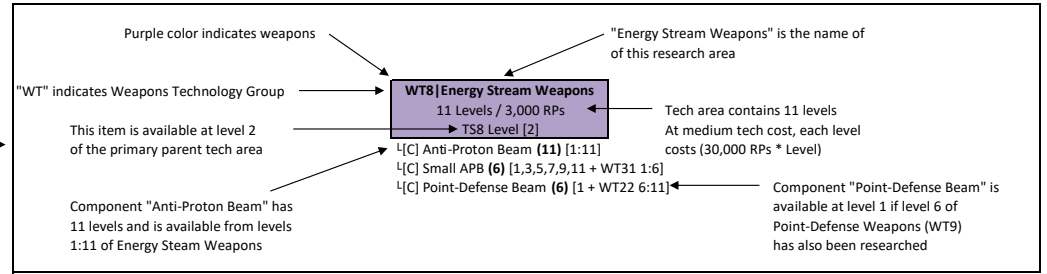 Purple color indicates weapons
"Energy Stream Weapons" is the name of
of this research area
"WT" indicates Weapons Technology Group
WT8|Energy Stream Weapons
11 Levels / 3,000 RPs
TS8 Level [2]
Tech area contains 11 levels
At medium tech cost, each level
costs (30,000 RPs * Level)
This item is available at level 2
of the primary parent tech area
└[C] Anti-Proton Beam (11) [1:11]
└[C] Small APB (6) [1,3,5,7,9,11 + WT31 1:6]
└[C] Point-Defense Beam (6) [1 + WT22 6:11]
Component "Anti-Proton Beam" has
11 levels and is available from levels
1:11 of Energy Steam Weapons
Component "Point-Defense Beam" is
available at level 1 if level 6 of
Point-Defense Weapons (WT9)
has also been researched